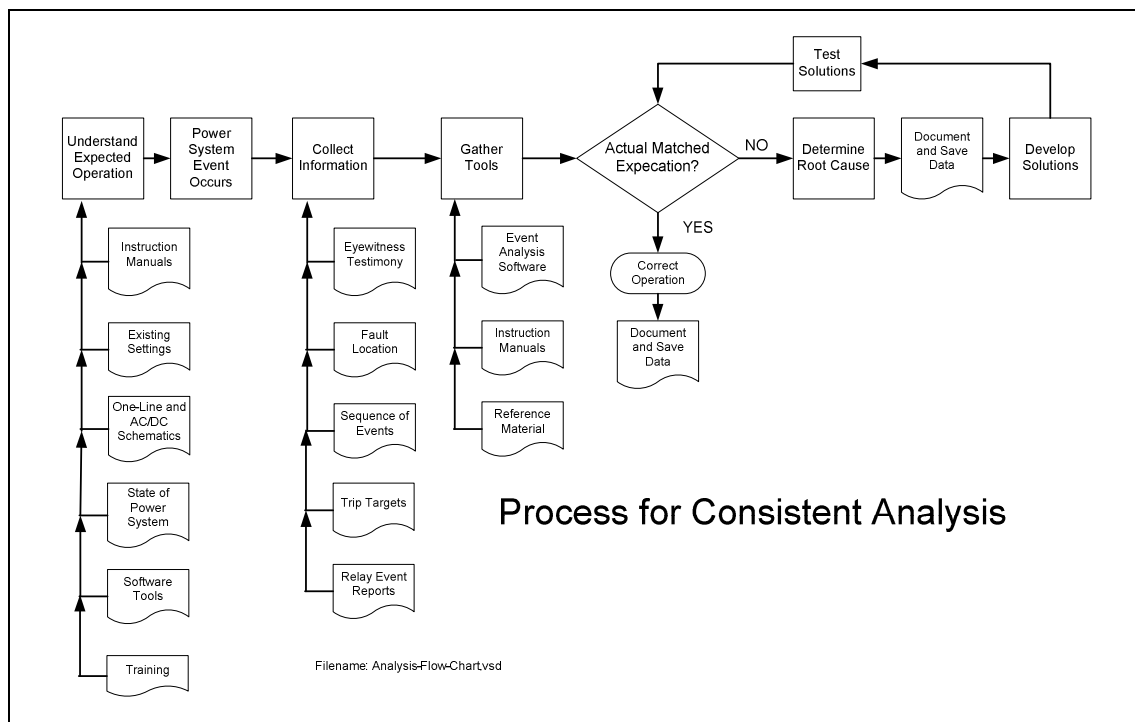 Understand
Expected
Operation
Power
System
Event
Occurs
Collect
Information
Gather
Tools
Actual Matched
Expecation?
NO
YES
Determine
Root Cause
Document
and Save
Data
Develop
Solutions
Test
Solutions
Correct
Operation
Document
and Save
Data
Instruction
Manuals
Existing
Settings
One-Line and
AC/DC
Schematics
State of
Power
System
Software
Tools
Training
Eyewitness
Testimony
Fault
Location
Sequence of
Events
Trip Targets
Relay Event
Reports
Event
Analysis
Software
Instruction
Manuals
Reference
Material
Process for Consistent Analysis
Filename: Analysis-Flow-Chart.vsd